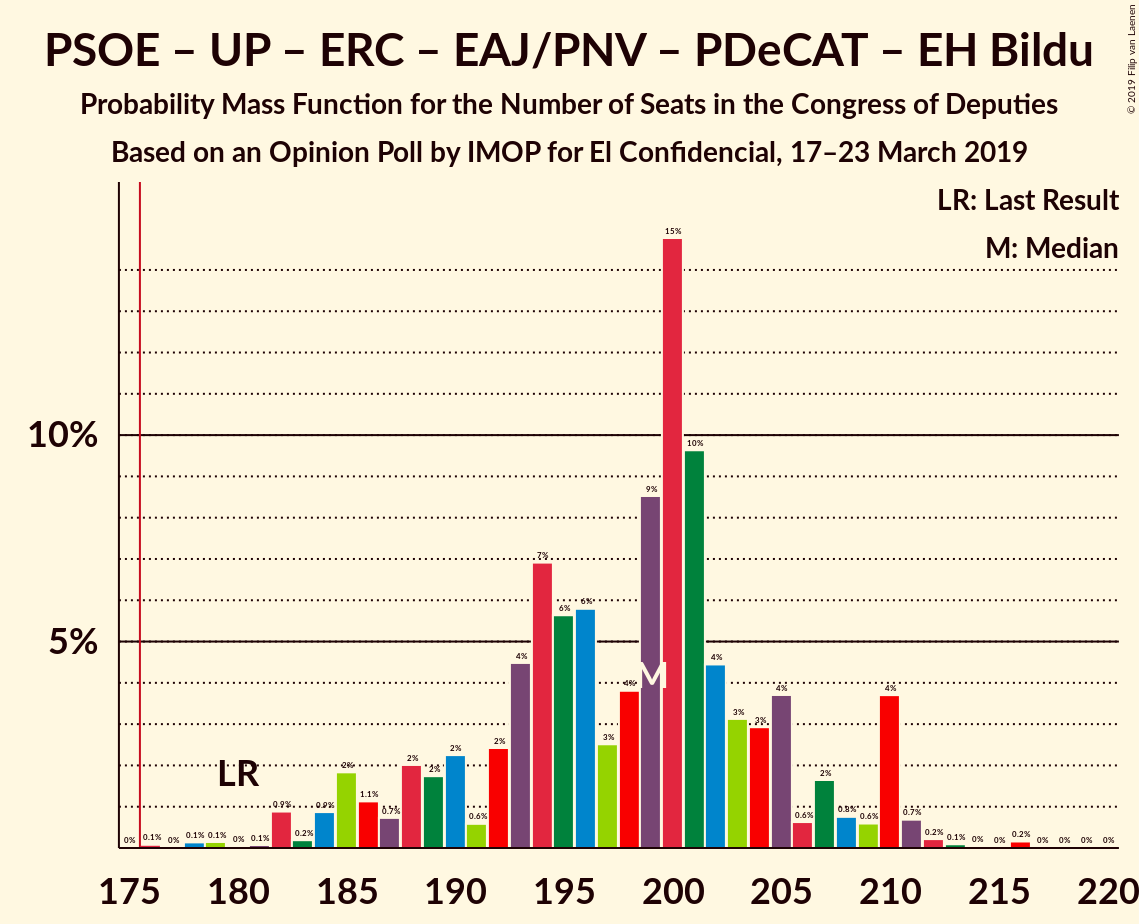 PSOE – UP – ERC – EAJ/PNV – PDeCAT – EH Bildu
Probability Mass Function for the Number of Seats in the Congress of Deputies
Based on an Opinion Poll by IMOP for El Confidencial, 17–23 March 2019
© 2019 Filip van Laenen
LR: Last Result
M: Median
10%
5%
LR
M
0% 0.1% 0% 0.1% 0.1% 0% 0.1% 0.9% 0.2% 0.9% 2% 1.1% 0.7% 2% 2% 2% 0.6% 2% 4% 7% 6% 6% 3% 4% 9% 15% 10% 4% 3% 3% 4% 0.6% 2% 0.8% 0.6% 4% 0.7% 0.2% 0.1% 0% 0% 0.2% 0% 0% 0% 0%
175 180 185 190 195 200 205 210 215 220